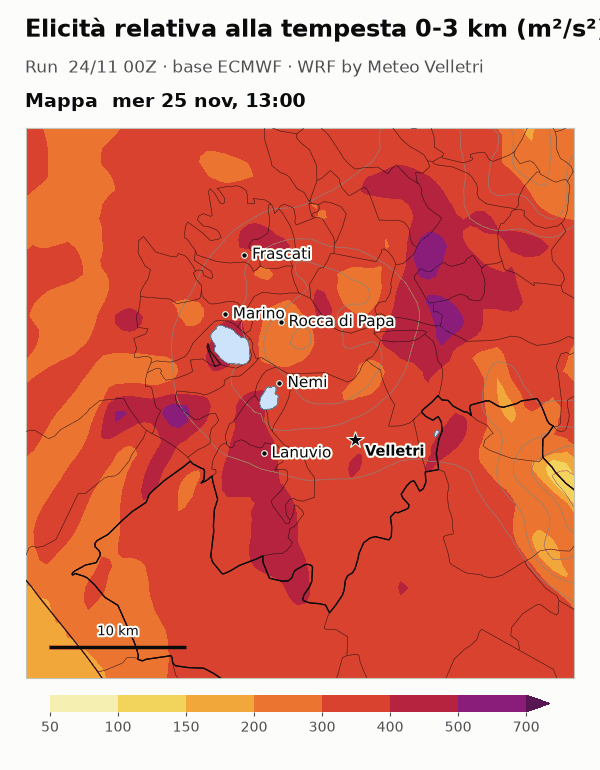 Elicità relativa alla tempesta 0-3 km (m²/s²)
Run 24/11 00Z · base ECMWF · WRF by Meteo Velletri
Mappa mer 25 nov, 13:00
Frascati
Marino
Rocca di Papa
Nemi
Velletri
Lanuvio
10 km
50 100 150 200 300 400 500 700